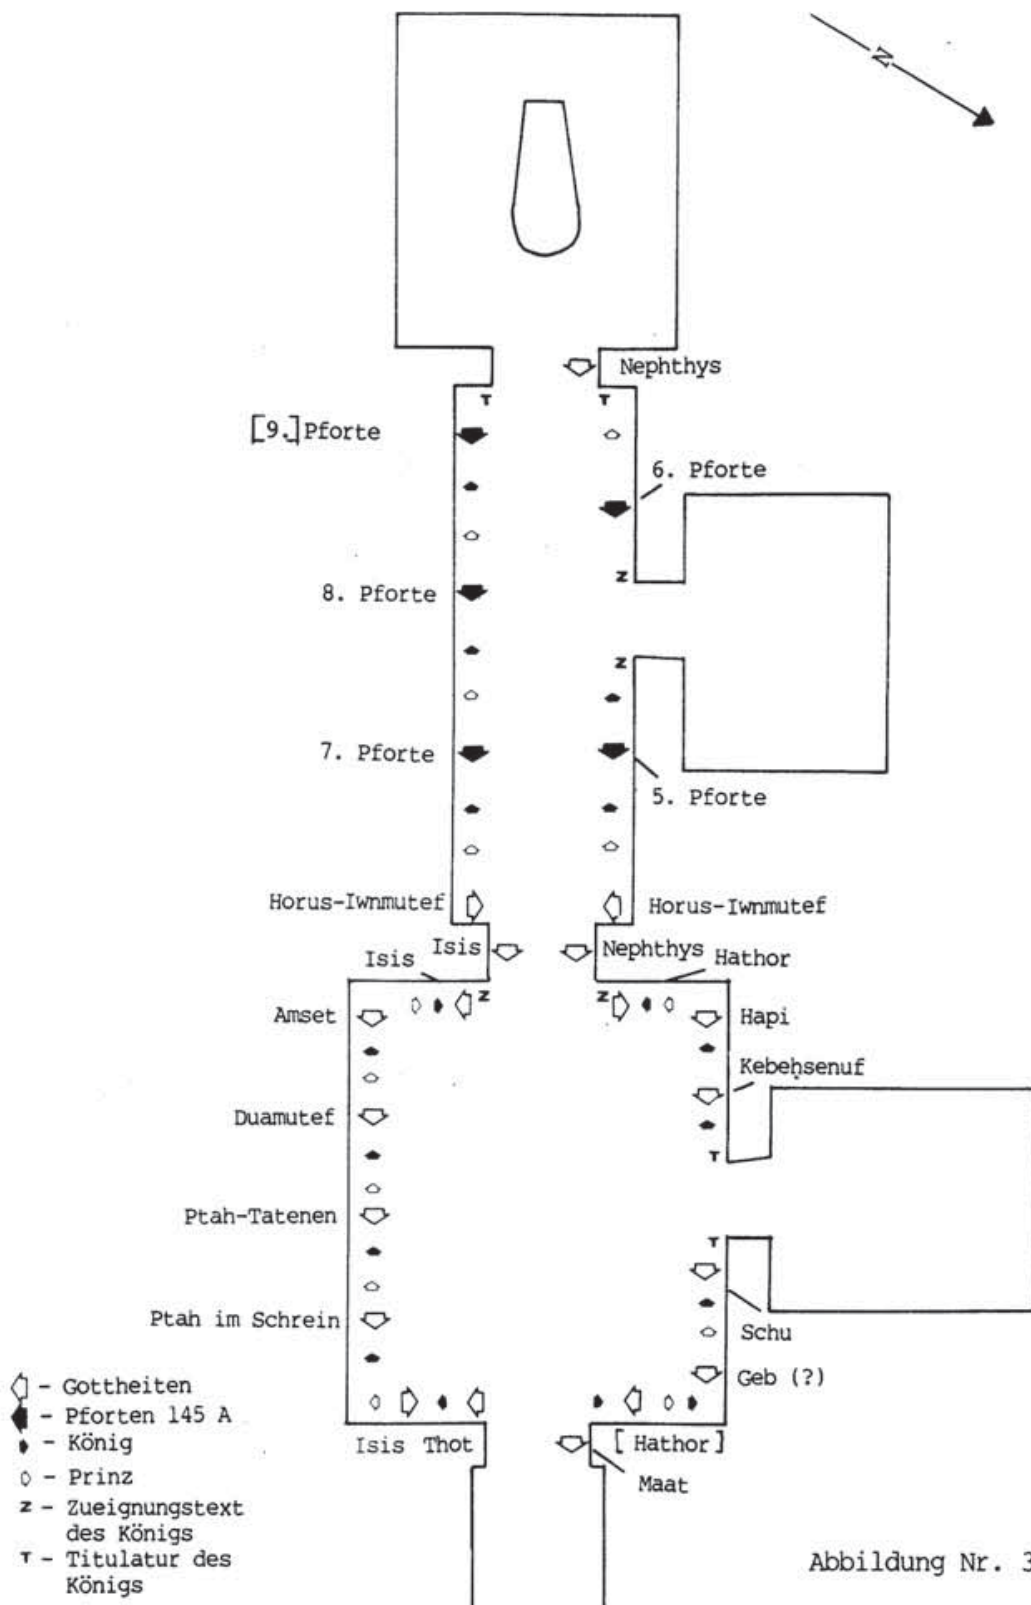 N
Nephthys
T T
[9.] Pforte
6. Pforte
8. Pforte
Z
Z
7. Pforte
5. Pforte
Horus-Iwnmutef
Horus-Iwnmutef
Isis
Nephthys
Isis
Hathor
Z Z
Amset
Hapi
Kebehsenuf
Duamutef
T
Ptah-Tatenen
T
Ptah im Schrein
Schu
Geb (?)
Isis Thot
[Hathor]
Maat
- Gottheiten
- Pforten 145 A
- König
- Prinz
Z - Zueignungstext
des Königs
T - Titulatur des
Königs
Abbildung Nr. 3